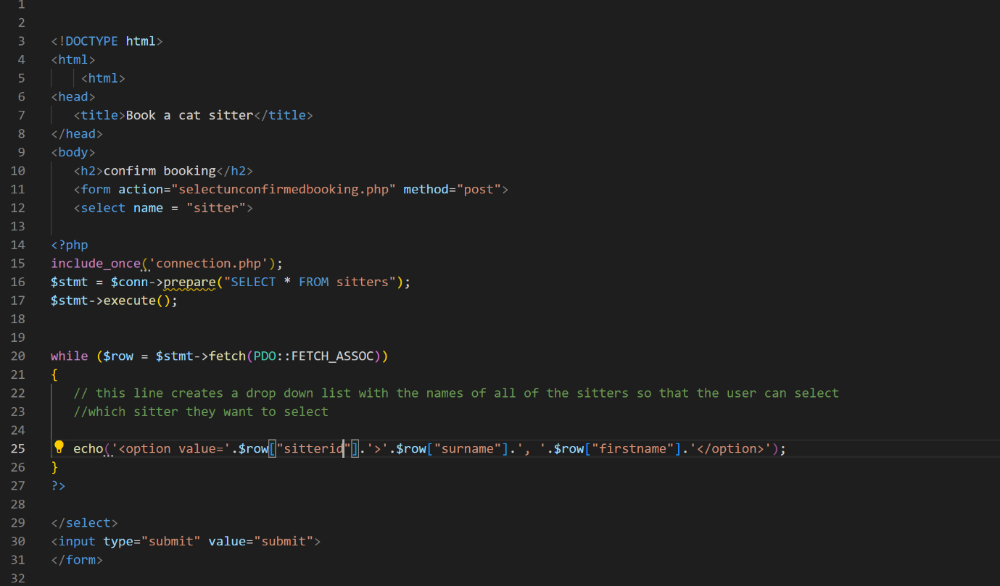 1
2
3 <!DOCTYPE html>
4 <html>
5 <html>
6 <head>
7 <title>Book a cat sitter</title>
8 </head>
9 <body>
10 <h2>confirm booking</h2>
11 <form action="selectunconfirmedbooking.php" method="post">
12 <select name = "sitter">
13
14 <?php
15 include_once('connection.php');
16 $stmt = $conn->prepare("SELECT * FROM sitters");
17 $stmt->execute();
18
19
20 while ($row = $stmt->fetch(PDO::FETCH_ASSOC))
21 {
22 // this line creates a drop down list with the names of all of the sitters so that the user can select
23 //which sitter they want to select
24
25 echo('<option value='.$row["sitterid"].'>'.$row["surname"].', '.$row["firstname"].'</option>');
26 }
27 ?>
28
29 </select>
30 <input type="submit" value="submit">
31 </form>
32